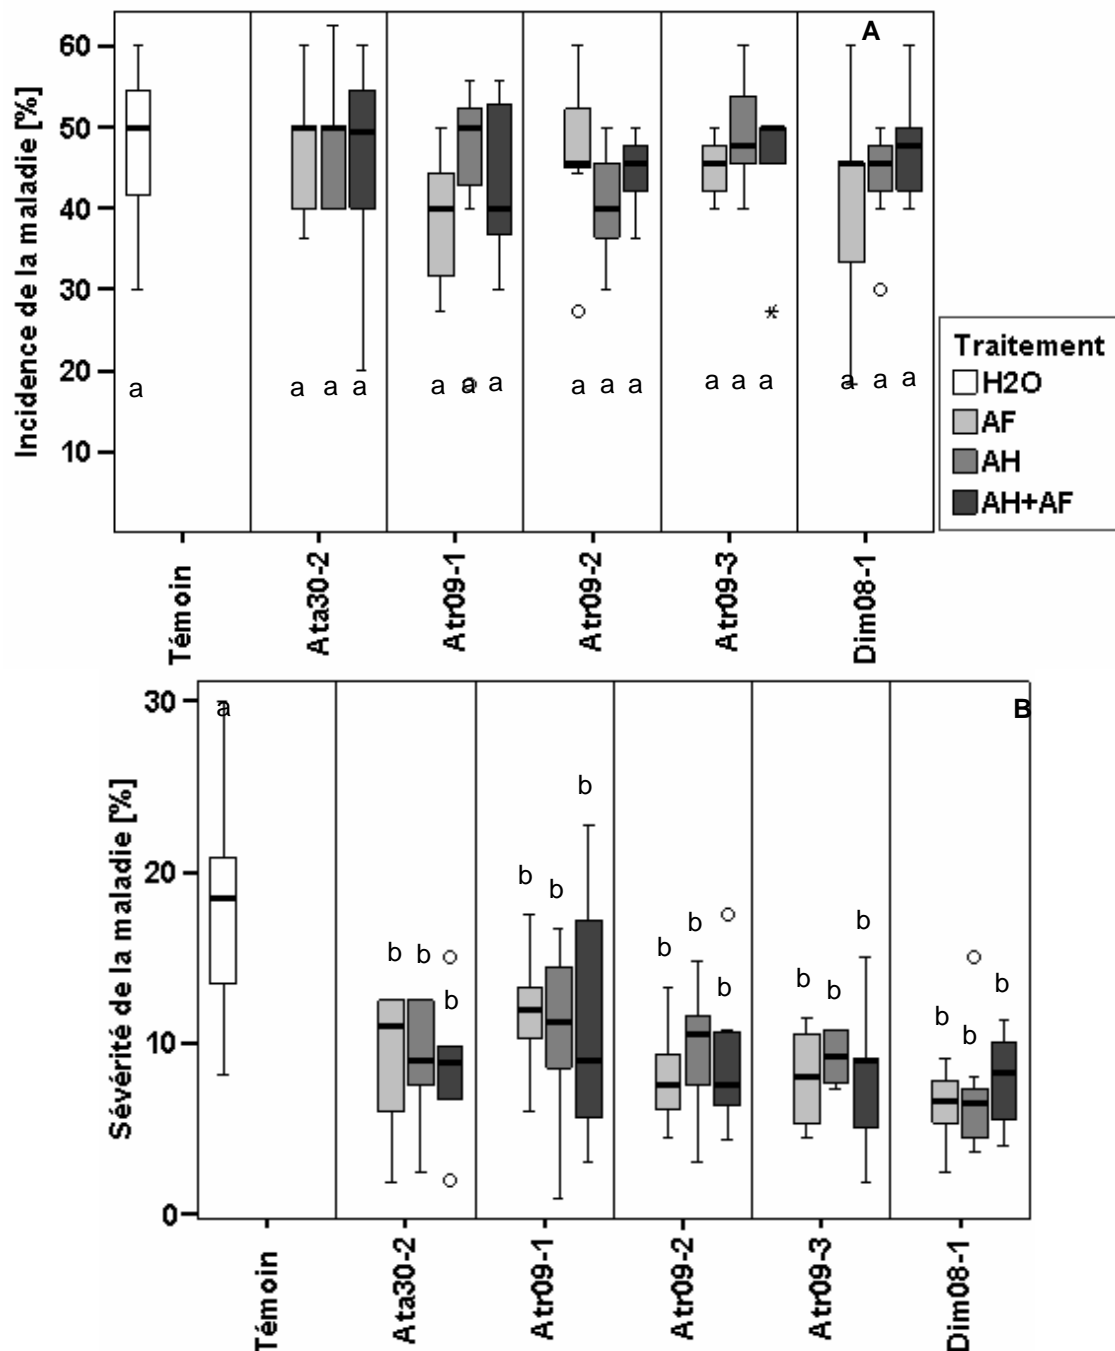 A
60
50
40
30
20
10
Incidence de la maladie [%]
a a a a a a a a a a a a a a a a
Traitement
H2O
AF
AH
AH+AF
Témoin
Ata30-2
Atr09-1
Atr09-2
Atr09-3
Dim08-1
B
30
20
10
0
Sévérité de la maladie [%]
a
b b b
b b b
b b b
b b b
b b b
Témoin
Ata30-2
Atr09-1
Atr09-2
Atr09-3
Dim08-1